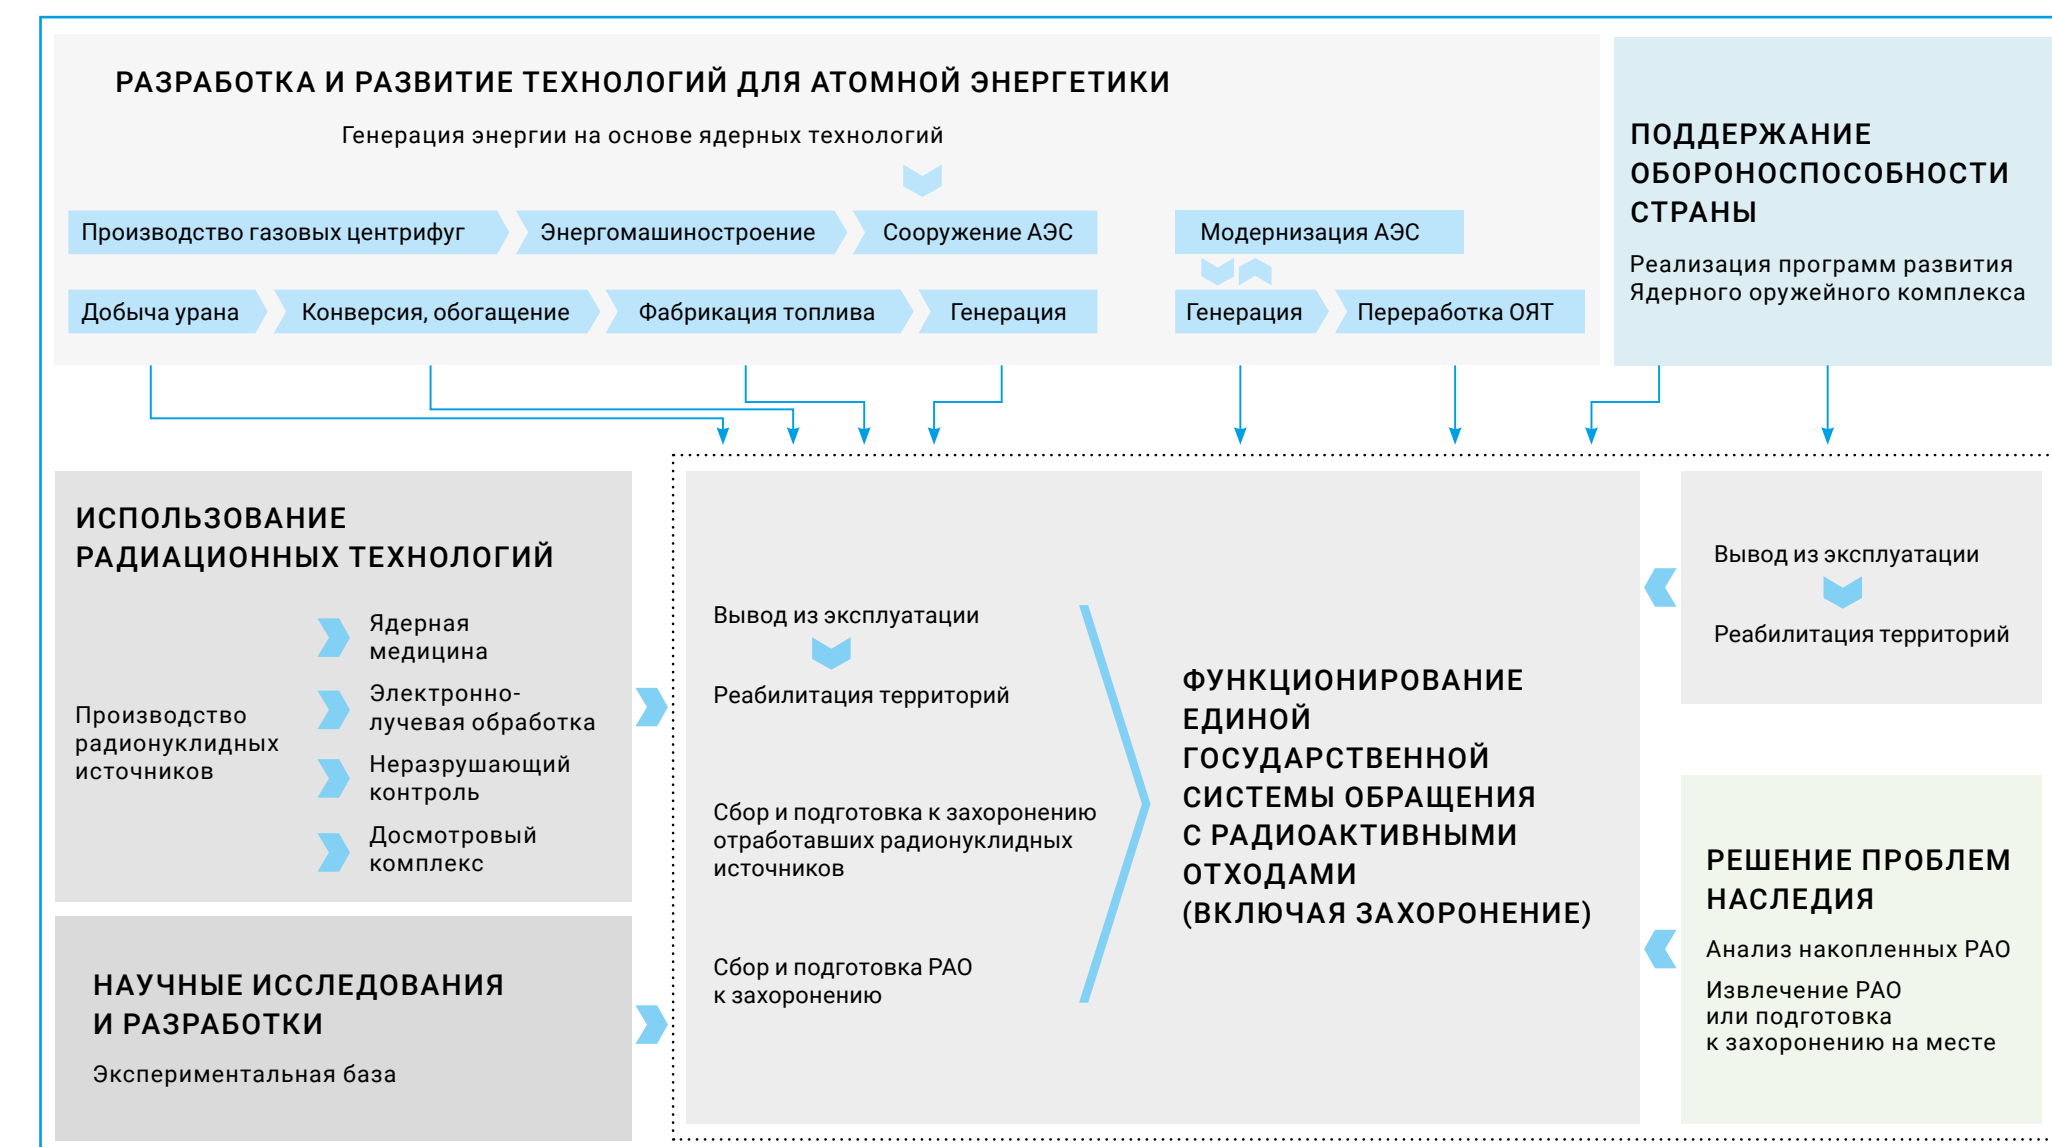 РАЗРАБОТКА И РАЗВИТИЕ ТЕХНОЛОГИЙ ДЛЯ АТОМНОЙ ЭНЕРГЕТИКИ
Генерация энергии на основе ядерных технологий
Производство газовых центрифуг
Энергомашиностроение
Сооружение АЭС
Модернизация АЭС
Добыча урана
Конверсия, обогащение
Фабрикация топлива
Генерация
Генерация
Переработка ОЯТ
ПОДДЕРЖАНИЕ
ОБОРОНОСПОСОБНОСТИ
СТРАНЫ
Реализация программ развития
Ядерного оружейного комплекса
ИСПОЛЬЗОВАНИЕ
РАДИАЦИОННЫХ ТЕХНОЛОГИЙ
Производство
радионуклидных
источников
Ядерная
медицина
Электронно-
лучевая обработка
Неразрушающий
контроль
Досмотровый
комплекс
НАУЧНЫЕ ИССЛЕДОВАНИЯ
И РАЗРАБОТКИ
Экспериментальная база
Вывод из эксплуатации
Реабилитация территорий
Сбор и подготовка к захоронению
отработавших радионуклидных
источников
Сбор и подготовка РАО
к захоронению
ФУНКЦИОНИРОВАНИЕ
ЕДИНОЙ
ГОСУДАРСТВЕННОЙ
СИСТЕМЫ ОБРАЩЕНИЯ
С РАДИОАКТИВНЫМИ
ОТХОДАМИ
(ВКЛЮЧАЯ ЗАХОРОНЕНИЕ)
Вывод из эксплуатации
Реабилитация территорий
РЕШЕНИЕ ПРОБЛЕМ
НАСЛЕДИЯ
Анализ накопленных РАО
Извлечение РАО
или подготовка
к захоронению на месте